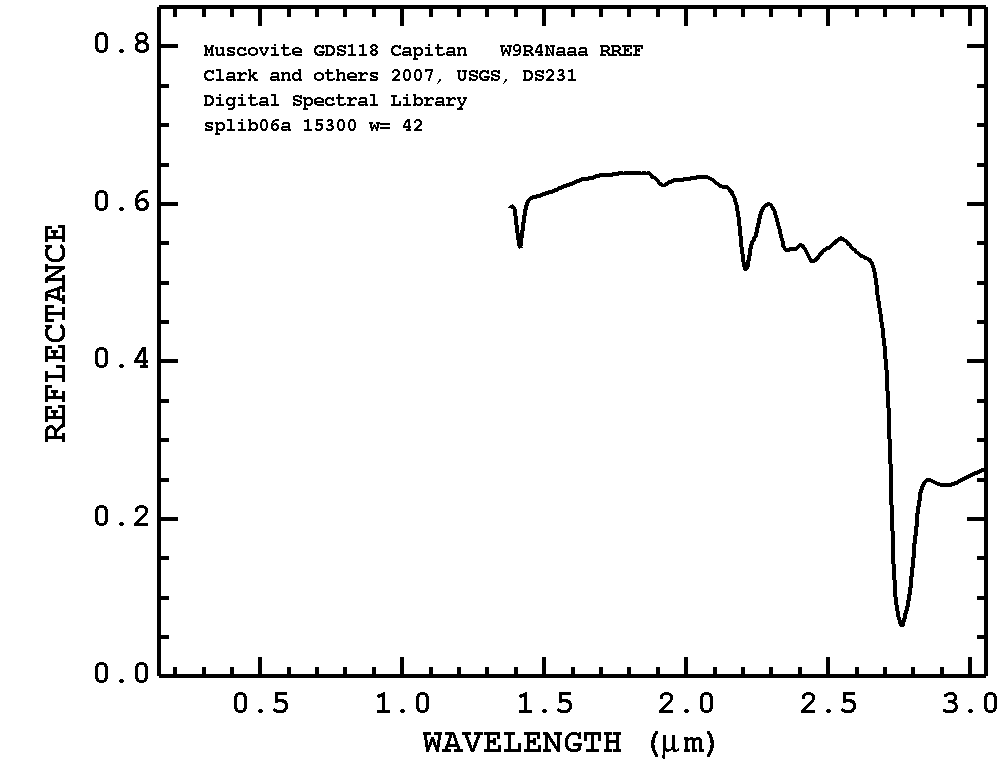 Muscovite GDS118 Capitan W9R4Naaa RREF
Clark and others 2007, USGS, DS231
Digital Spectral Library
splib06a 15300 w= 42
REFLECTANCE
0.8
0.6
0.4
0.2
0.0
0.5 1.0 1.5 2.0 2.5 3.0
WAVELENGTH (μm)